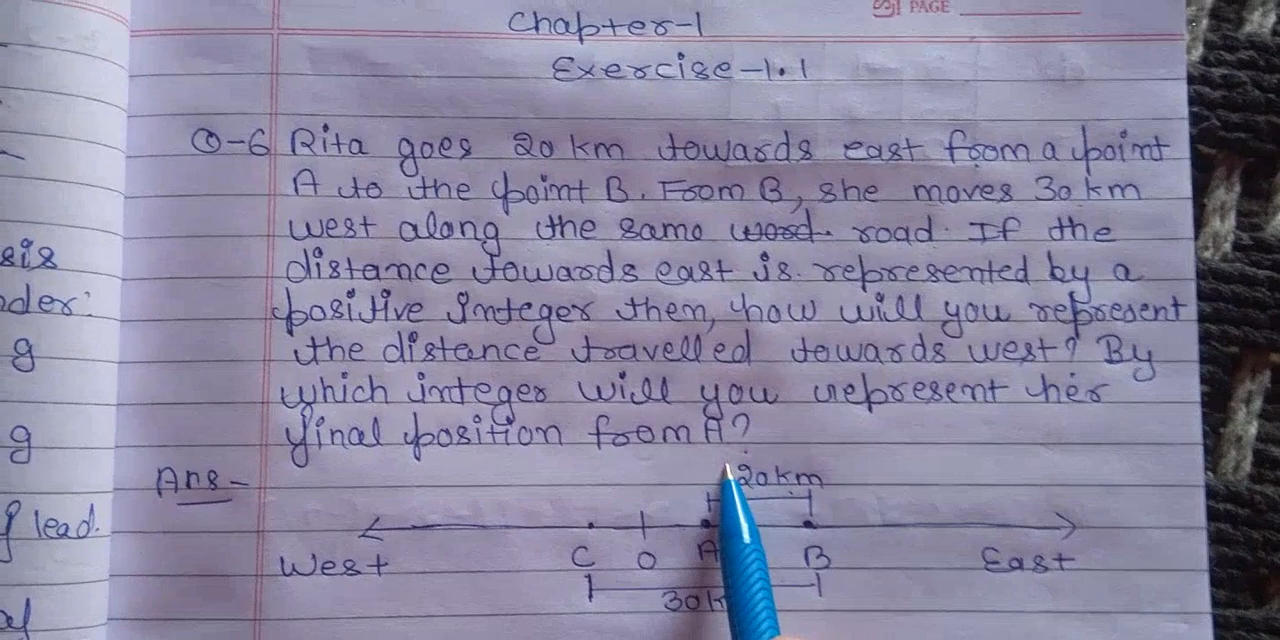 PAGE
Chapter-1
Exercise-1.1
Q-6 Rita goes 20 km towards east from a point
A to the point B. From B, she moves 30 km
west along the same road. If the
distance towards east is represented by a
positive integer then, how will you represent
the distance travelled towards west? By
which integer will you represent her
final position from A?
Ans-
20km
C O A B
West East
30k
sis
der:
g
g
f lead.